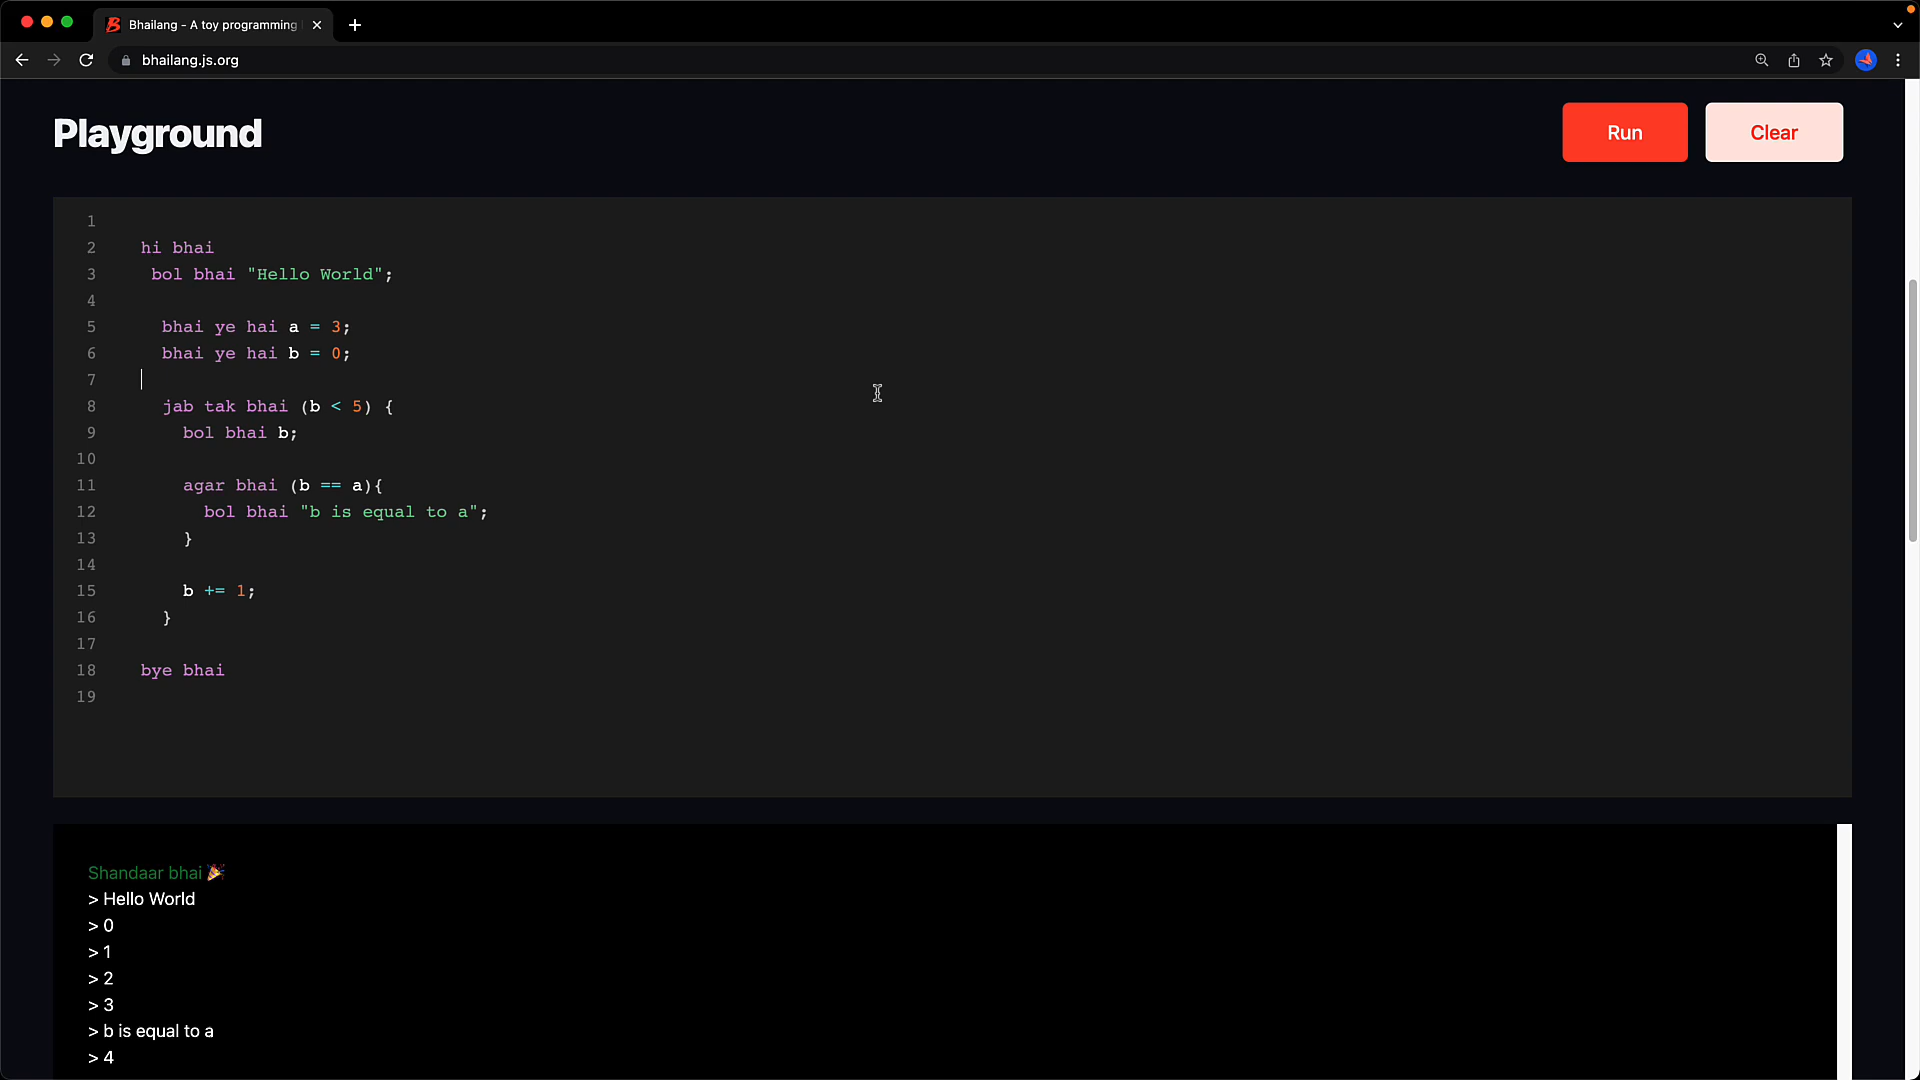 Bhailang - A toy programming
bhailang.js.org
Playground
Run
Clear
1
2 hi bhai
3 bol bhai "Hello World";
4
5 bhai ye hai a = 3;
6 bhai ye hai b = 0;
7
8 jab tak bhai (b < 5) {
9 bol bhai b;
10
11 agar bhai (b == a){
12 bol bhai "b is equal to a";
13 }
14
15 b += 1;
16 }
17
18 bye bhai
19
Shandaar bhai 🎉
> Hello World
> 0
> 1
> 2
> 3
> b is equal to a
> 4